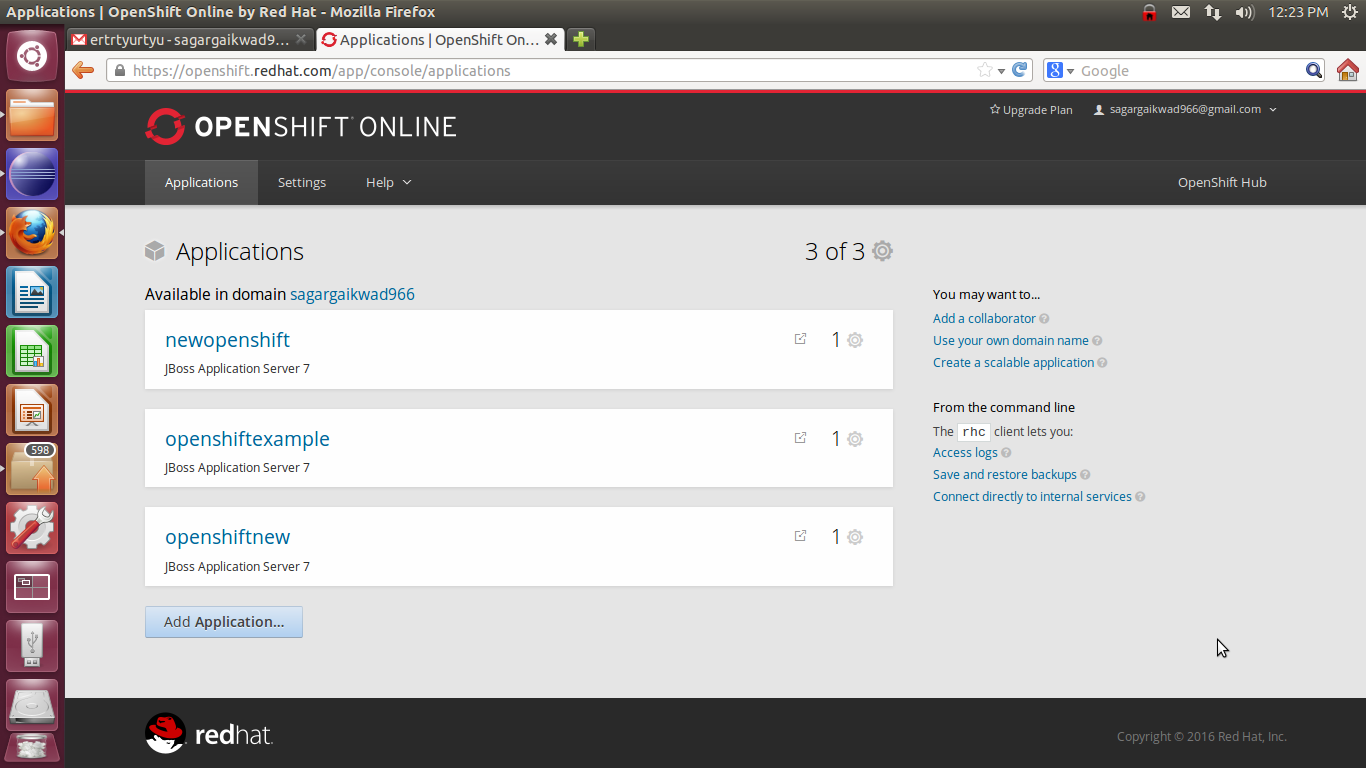 Applications | OpenShift Online by Red Hat - Mozilla Firefox
12:23 PM
ertrtyurtyu - sagargaikwad9...
Applications | OpenShift On...
https://openshift.redhat.com/app/console/applications
8
Google
OPENSHIFT ONLINE
Upgrade Plan
sagargaikwad966@gmail.com
Applications
Settings
Help
OpenShift Hub
Applications
3 of 3
Available in domain sagargaikwad966
newopenshift
1
JBoss Application Server 7
openshiftexample
1
JBoss Application Server 7
openshiftnew
1
JBoss Application Server 7
Add Application...
You may want to...
Add a collaborator ?
Use your own domain name ?
Create a scalable application ?
From the command line
The rhc client lets you:
Access logs ?
Save and restore backups ?
Connect directly to internal services ?
598
redhat.
Copyright © 2016 Red Hat, Inc.